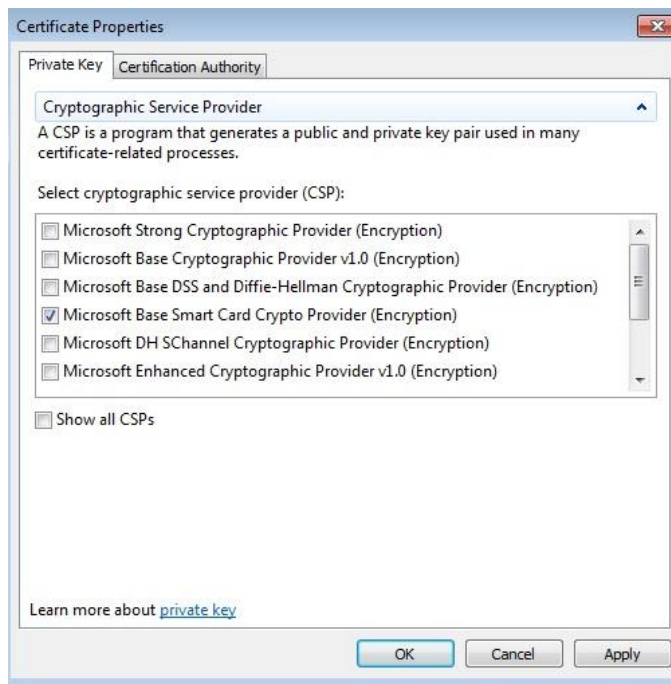 Certificate Properties
Private Key
Certification Authority
Cryptographic Service Provider
A CSP is a program that generates a public and private key pair used in many
certificate-related processes.
Select cryptographic service provider (CSP):
Microsoft Strong Cryptographic Provider (Encryption)
Microsoft Base Cryptographic Provider v1.0 (Encryption)
Microsoft Base DSS and Diffie-Hellman Cryptographic Provider (Encryption)
Microsoft Base Smart Card Crypto Provider (Encryption)
Microsoft DH SChannel Cryptographic Provider (Encryption)
Microsoft Enhanced Cryptographic Provider v1.0 (Encryption)
Show all CSPs
Learn more about private key
OK
Cancel
Apply